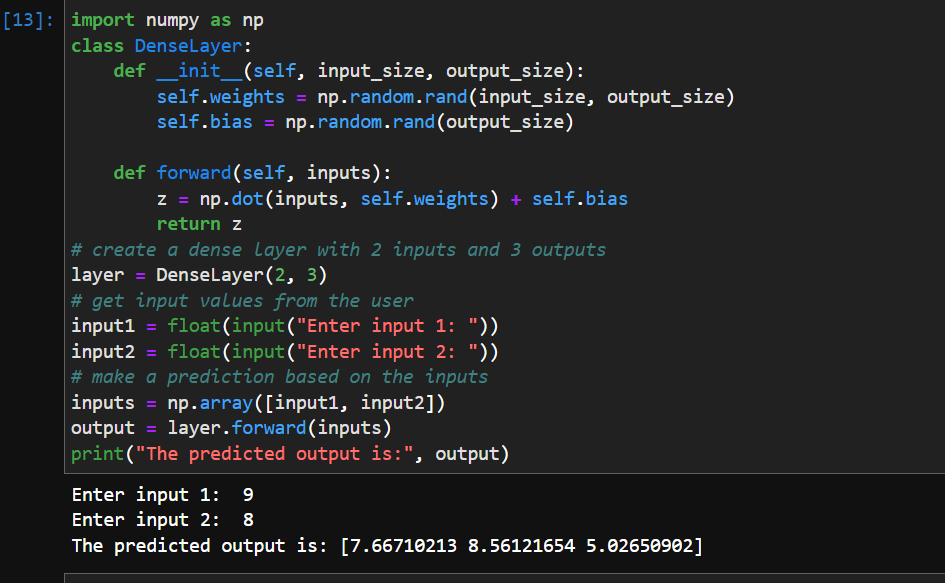 [13]:
import numpy as np
class DenseLayer:
    def __init__(self, input_size, output_size):
        self.weights = np.random.rand(input_size, output_size)
        self.bias = np.random.rand(output_size)

    def forward(self, inputs):
        z = np.dot(inputs, self.weights) + self.bias
        return z
# create a dense layer with 2 inputs and 3 outputs
layer = DenseLayer(2, 3)
# get input values from the user
input1 = float(input("Enter input 1: "))
input2 = float(input("Enter input 2: "))
# make a prediction based on the inputs
inputs = np.array([input1, input2])
output = layer.forward(inputs)
print("The predicted output is:", output)
Enter input 1:  9
Enter input 2:  8
The predicted output is: [7.66710213 8.56121654 5.02650902]